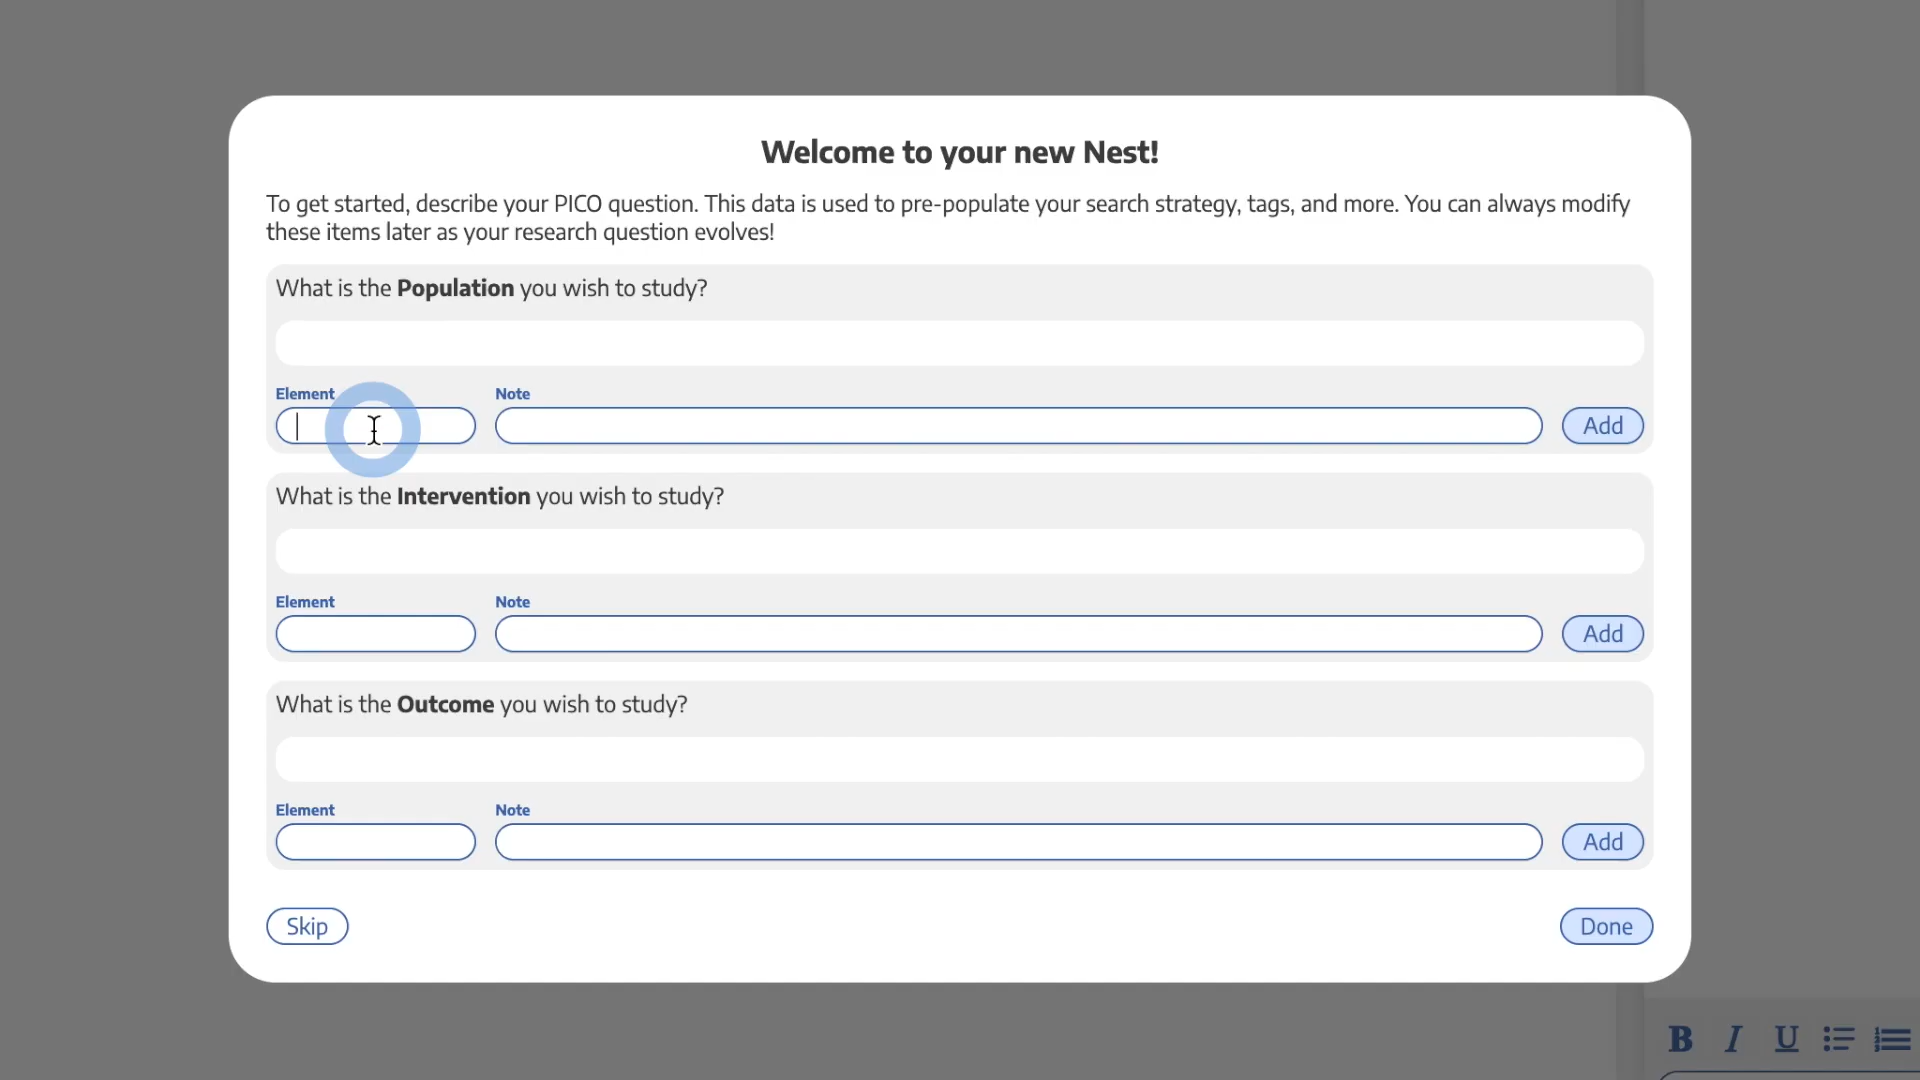 Welcome to your new Nest!
To get started, describe your PICO question. This data is used to pre-populate your search strategy, tags, and more. You can always modify
these items later as your research question evolves!
What is the Population you wish to study?
Element Note
Add
What is the Intervention you wish to study?
Element Note
Add
What is the Outcome you wish to study?
Element Note
Add
Skip Done
B I U